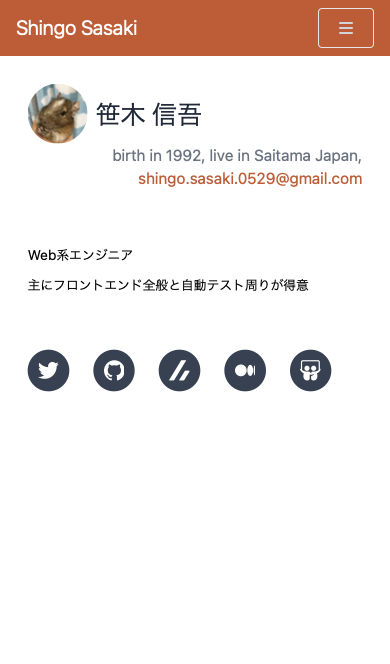 Shingo Sasaki
笹木 信吾
birth in 1992, live in Saitama Japan,
shingo.sasaki.0529@gmail.com
Web系エンジニア
主にフロントエンド全般と自動テスト周りが得意